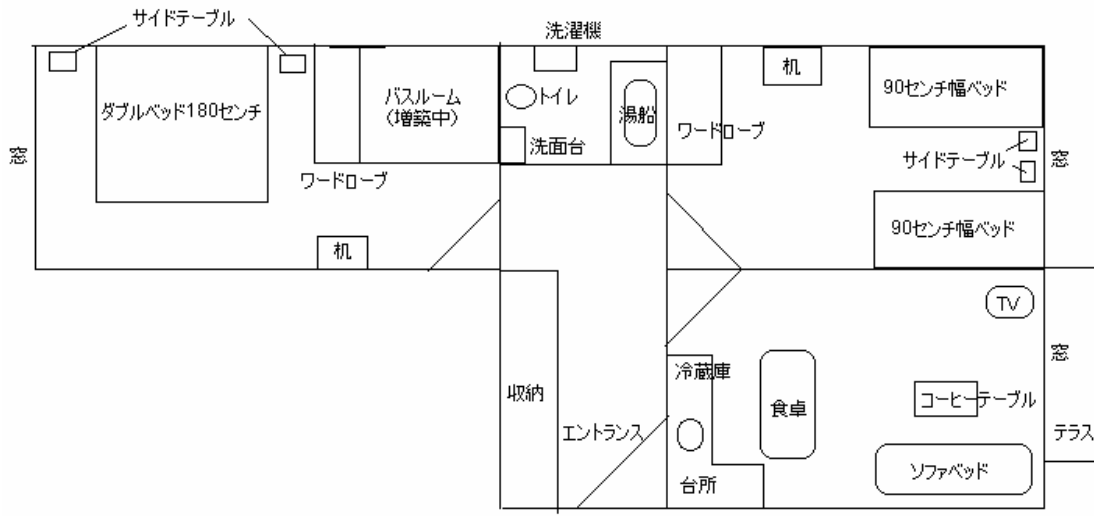 サイドテーブル
洗濯機
机
90センチ幅ベッド
ダブルベッド180センチ
バスルーム
(増築中)
トイレ
湯船
洗面台
ワードローブ
サイドテーブル
窓
窓
ワードローブ
90センチ幅ベッド
机
TV
窓
冷蔵庫
収納
食卓
コーヒーテーブル
エントランス
テラス
台所
ソファベッド